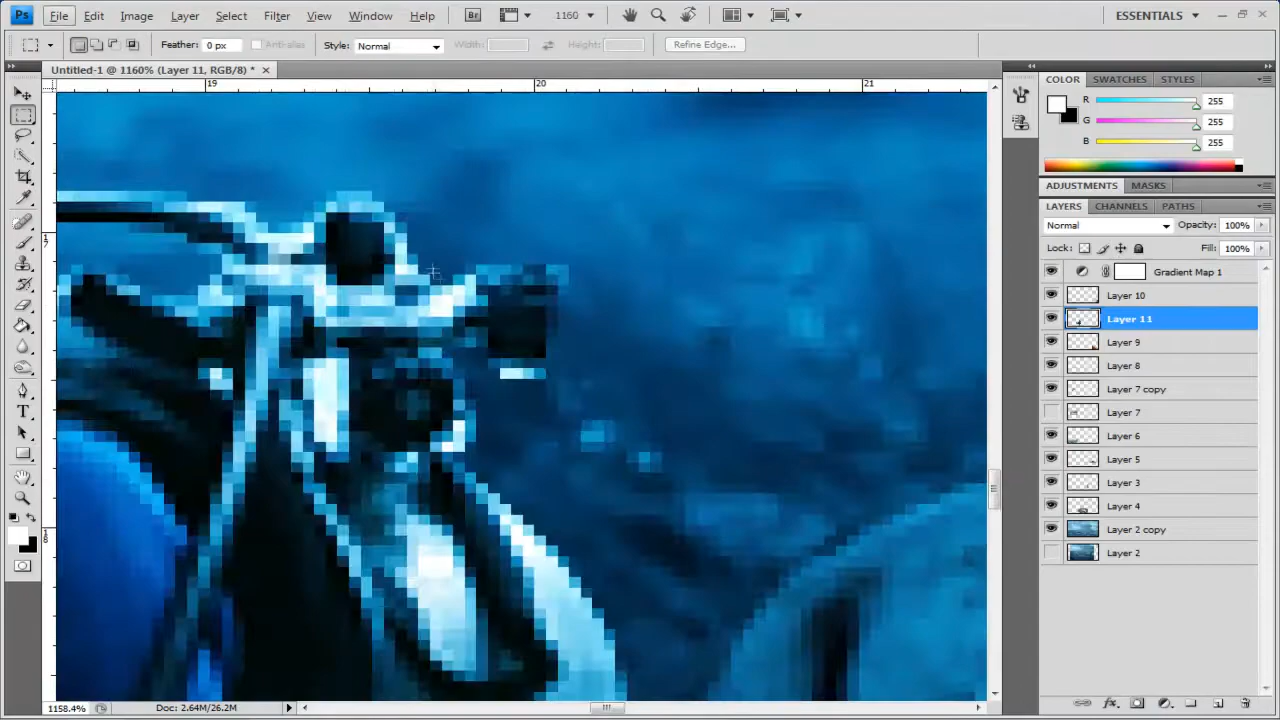 Ps File Edit Image Layer Select Filter View Window Help Br 1160 ESSENTIALS
Feather: 0 px Anti-alias Style: Normal Width: Height: Refine Edge...
Untitled-1 @ 1160% (Layer 11, RGB/8) * ×
19 20 21
COLOR SWATCHES STYLES
R 255
G 255
B 255
ADJUSTMENTS MASKS
LAYERS CHANNELS PATHS
Normal Opacity: 100%
Lock: Fill: 100%
Gradient Map 1
Layer 10
Layer 11
Layer 9
Layer 8
Layer 7 copy
Layer 7
Layer 6
Layer 5
Layer 3
Layer 4
Layer 2 copy
Layer 2
1158.4% Doc: 2.64M/26.2M